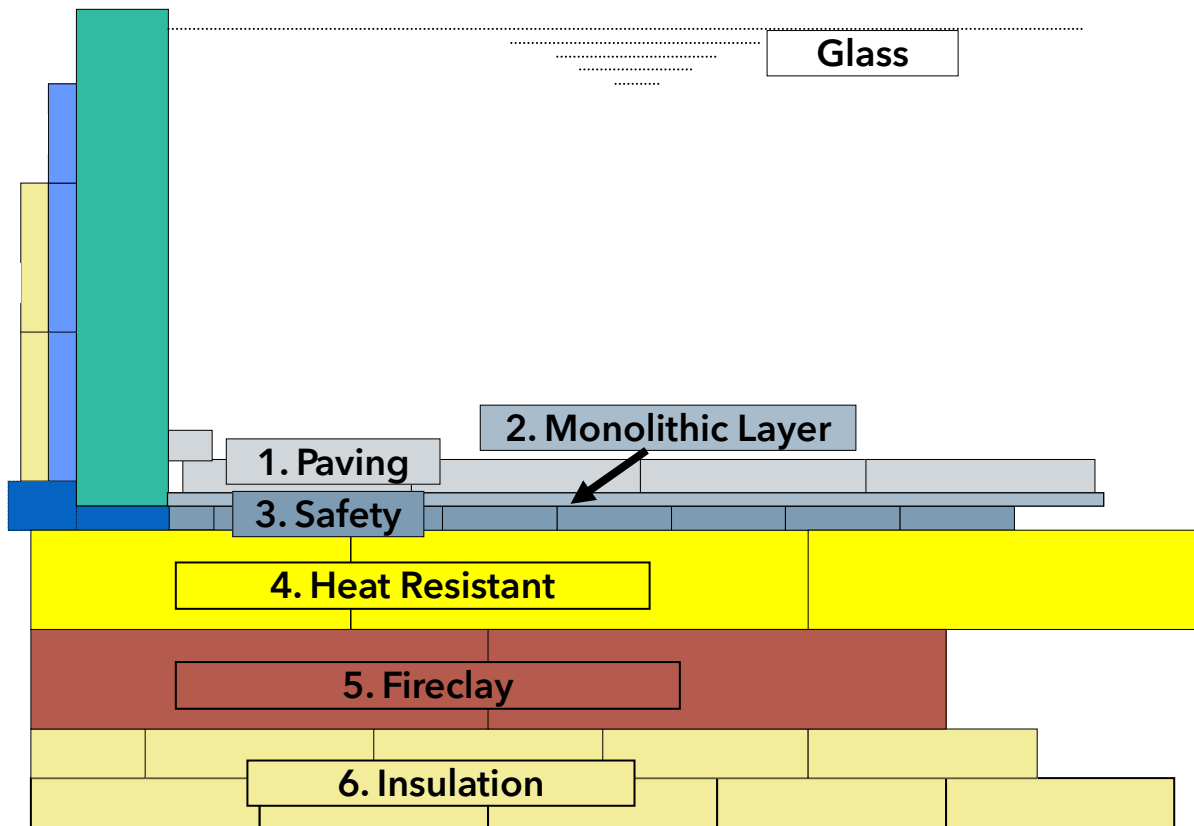 Glass
2. Monolithic Layer
1. Paving
3. Safety
4. Heat Resistant
5. Fireclay
6. Insulation